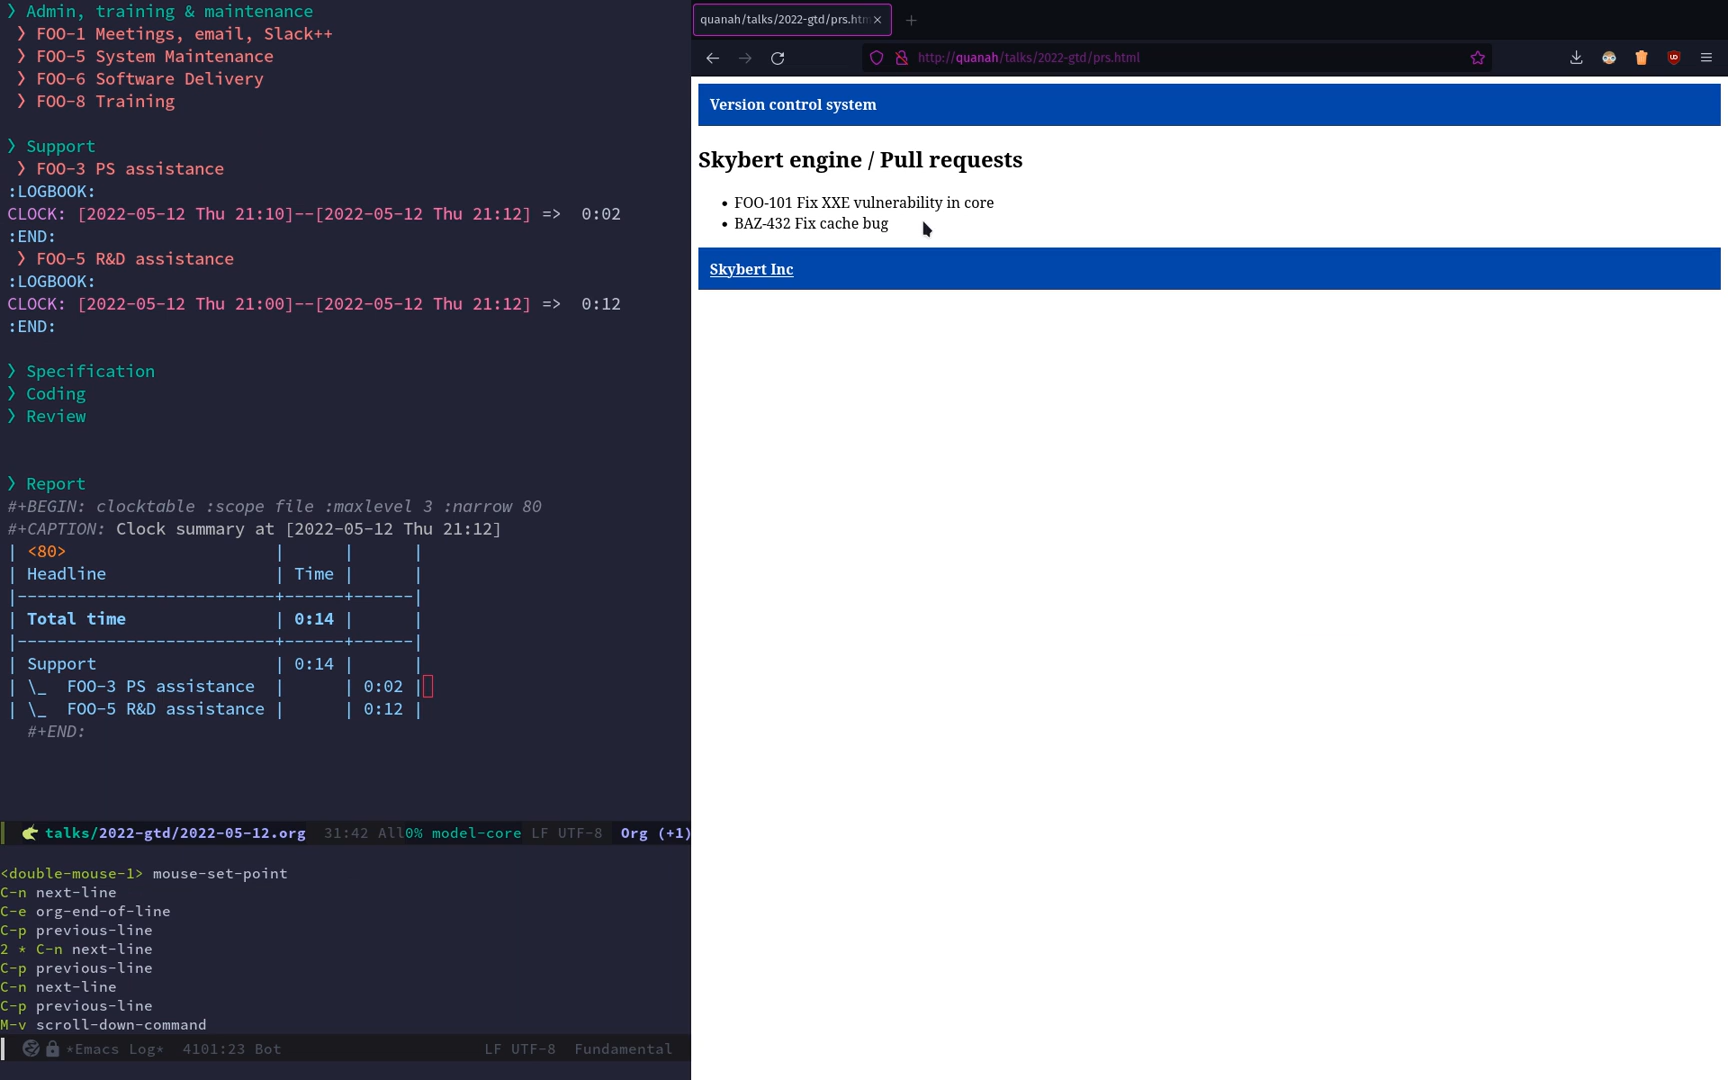 ❯ Admin, training & maintenance
❯ FOO-1 Meetings, email, Slack++
❯ FOO-5 System Maintenance
❯ FOO-6 Software Delivery
❯ FOO-8 Training
❯ Support
❯ FOO-3 PS assistance
:LOGBOOK:
CLOCK: [2022-05-12 Thu 21:10]--[2022-05-12 Thu 21:12] =>  0:02
:END:
❯ FOO-5 R&D assistance
:LOGBOOK:
CLOCK: [2022-05-12 Thu 21:00]--[2022-05-12 Thu 21:12] =>  0:12
:END:
❯ Specification
❯ Coding
❯ Review
❯ Report
#+BEGIN: clocktable :scope file :maxlevel 3 :narrow 80
#+CAPTION: Clock summary at [2022-05-12 Thu 21:12]
| <80>                     |      |      |
| Headline                 | Time |      |
|--------------------------+------+------|
| Total time               | 0:14 |      |
|--------------------------+------+------|
| Support                  | 0:14 |      |
| \_  FOO-3 PS assistance  |      | 0:02 |
| \_  FOO-5 R&D assistance |      | 0:12 |
#+END:
talks/2022-gtd/2022-05-12.org 31:42 All0% model-core LF UTF-8 Org (+1)
<double-mouse-1> mouse-set-point
C-n next-line
C-e org-end-of-line
C-p previous-line
2 * C-n next-line
C-p previous-line
C-n next-line
C-p previous-line
M-v scroll-down-command
*Emacs Log* 4101:23 Bot LF UTF-8 Fundamental
quanah/talks/2022-gtd/prs.htm
http://quanah/talks/2022-gtd/prs.html
Version control system
Skybert engine / Pull requests
• FOO-101 Fix XXE vulnerability in core
• BAZ-432 Fix cache bug
Skybert Inc